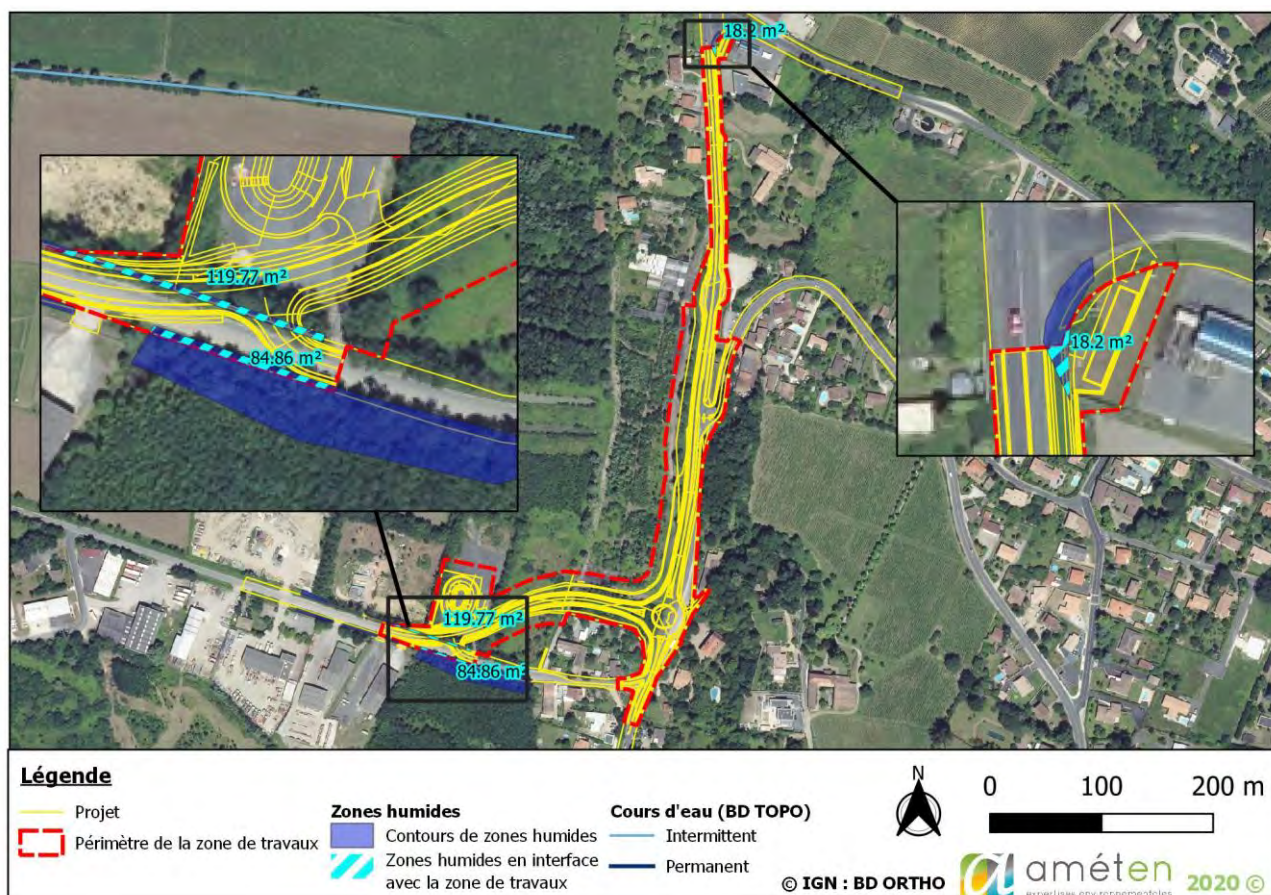 18.2 m²
119.77 m²
84.86 m²
18.2 m²
119.77 m²
84.86 m²
Légende
Projet
Périmètre de la zone de travaux
Zones humides
Contours de zones humides
Zones humides en interface
avec la zone de travaux
Cours d'eau (BD TOPO)
Intermittent
Permanent
N
0 100 200 m
© IGN : BD ORTHO
améten
expertises environnementales
2020 ©